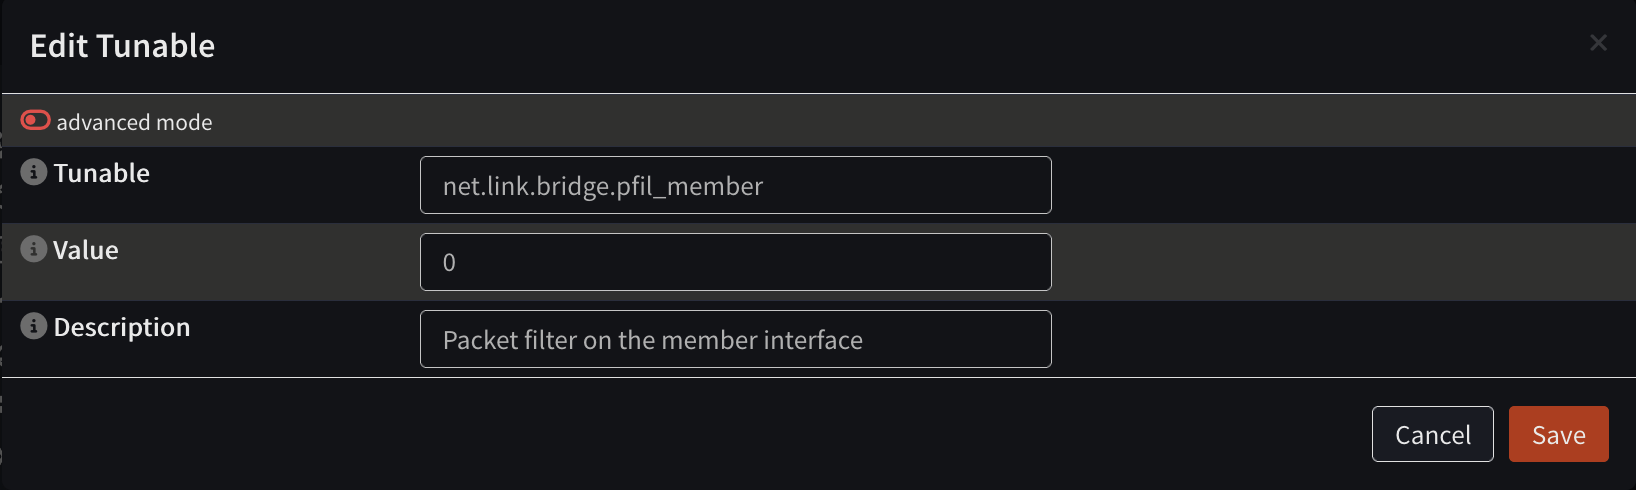 Edit Tunable
advanced mode
Tunable
net.link.bridge.pfil_member
Value
0
Description
Packet filter on the member interface
Cancel
Save